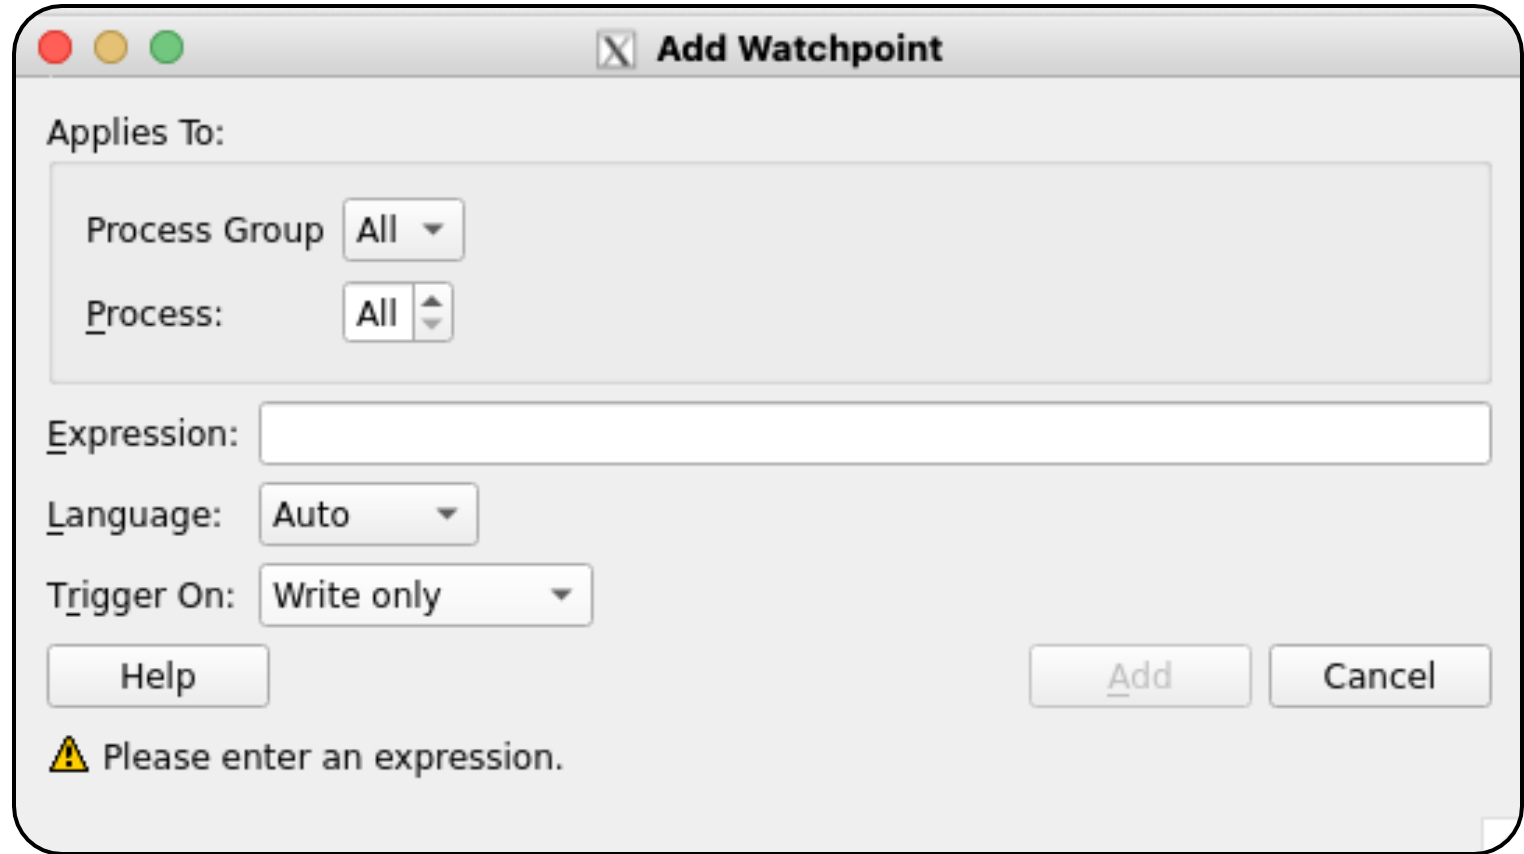 Add Watchpoint
Applies To:
Process Group All
Process: All
Expression:
Language: Auto
Trigger On: Write only
Help Add Cancel
Please enter an expression.